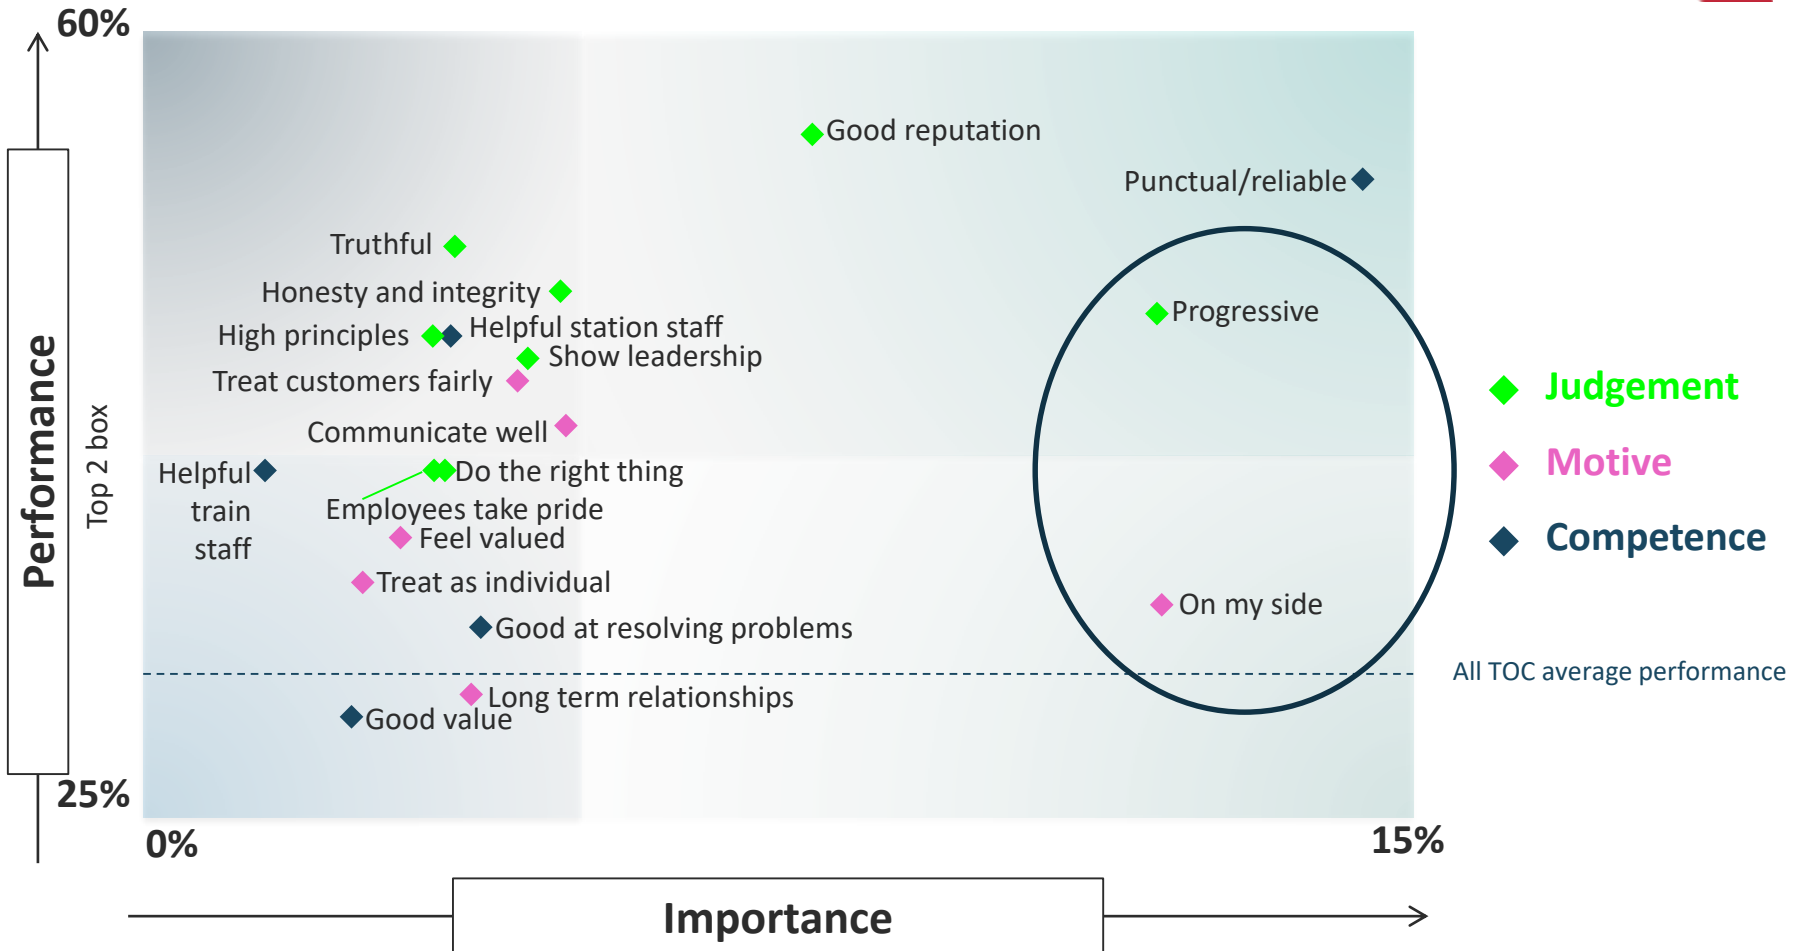 60%
Good reputation
Punctual/reliable
Truthful
Honesty and integrity
Progressive
High principles
Helpful station staff
Show leadership
Treat customers fairly
Communicate well
Helpful
train
staff
Do the right thing
Employees take pride
Feel valued
Treat as individual
On my side
Good at resolving problems
Long term relationships
Good value
All TOC average performance
Judgement
Motive
Competence
Performance
Top 2 box
25%
0%
15%
Importance